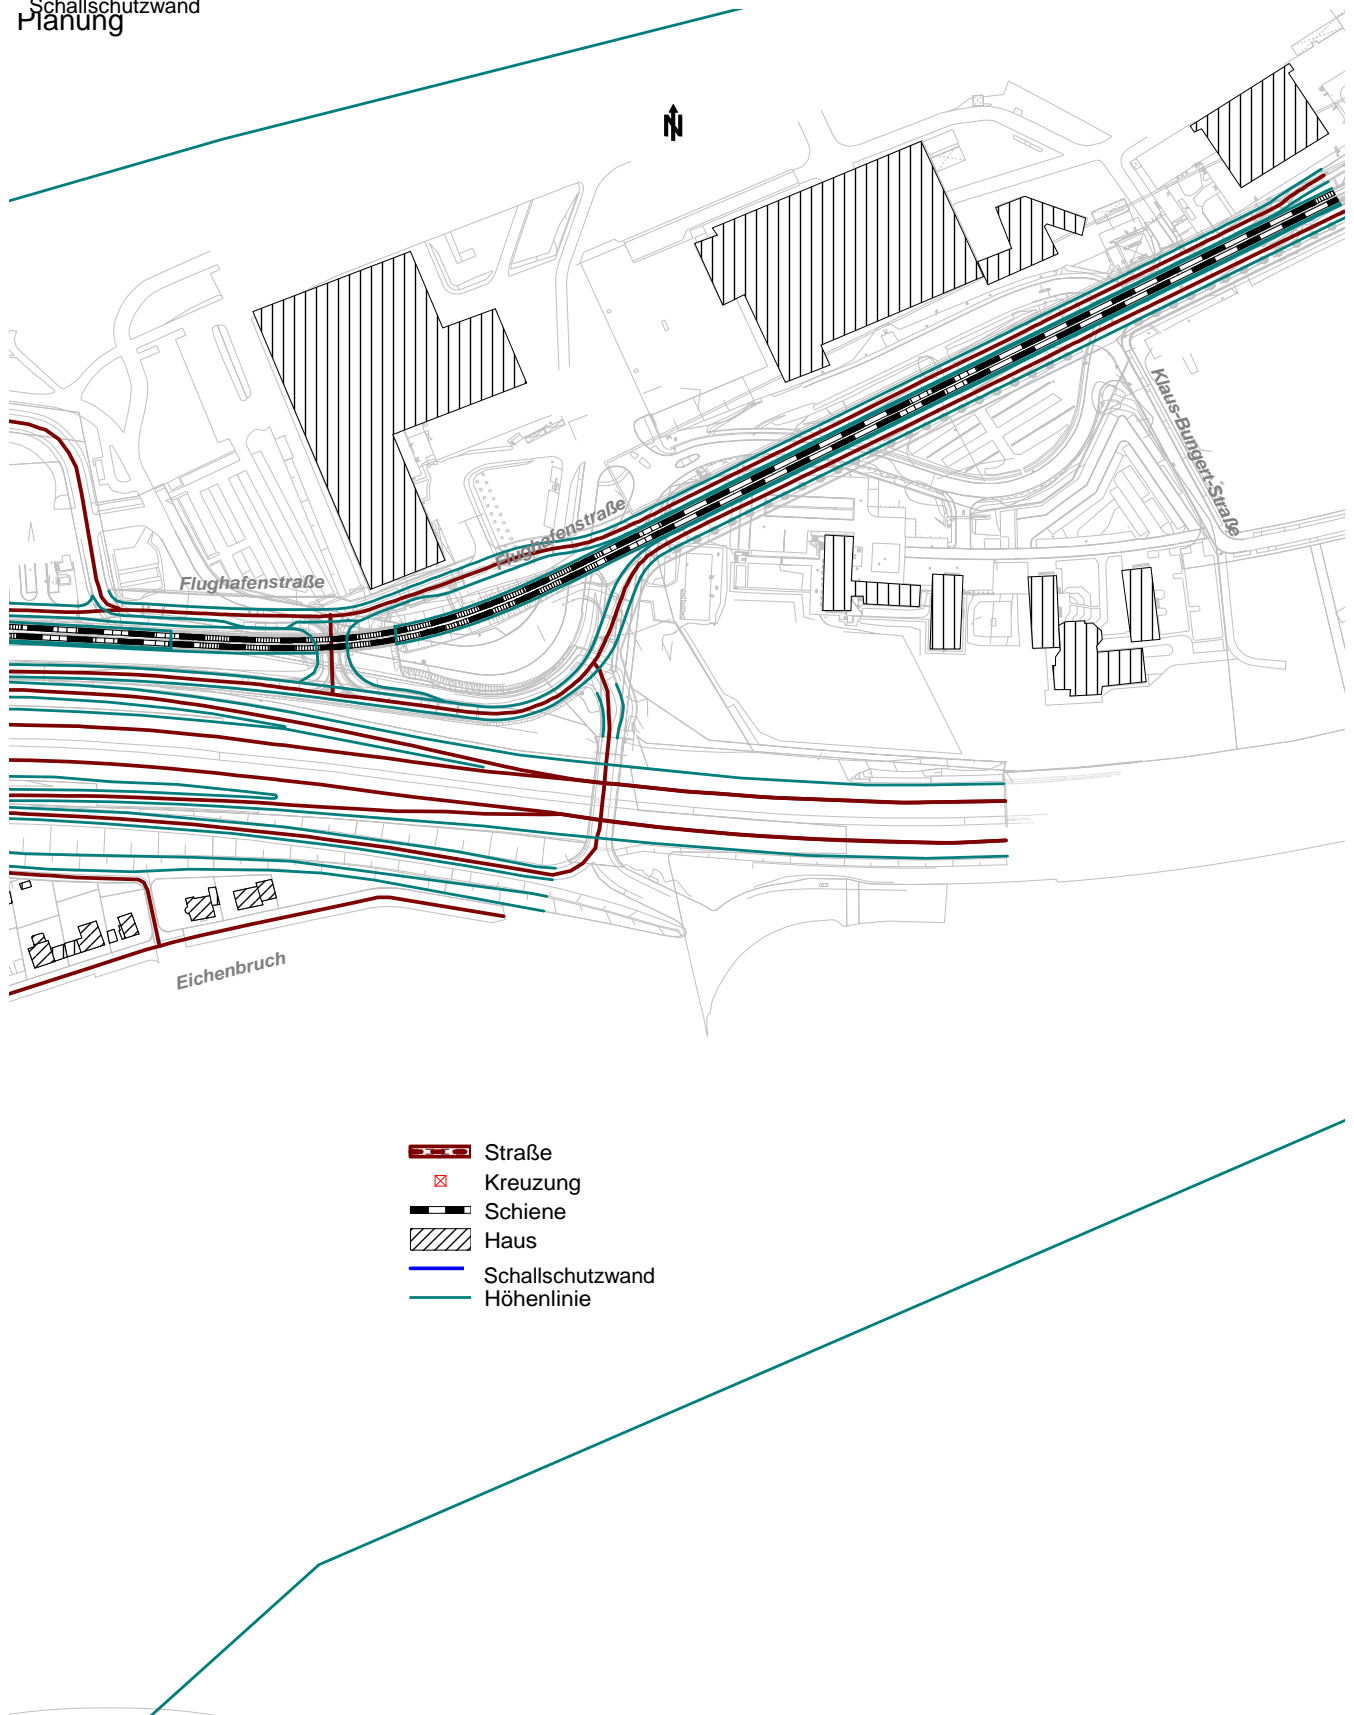 Schallschutzwand
Planung
N
Klaus-Bungert-Straße
Flughafenstraße
Flughafenstraße
Eichenbruch
Straße
Kreuzung
Schiene
Haus
Schallschutzwand
Höhenlinie